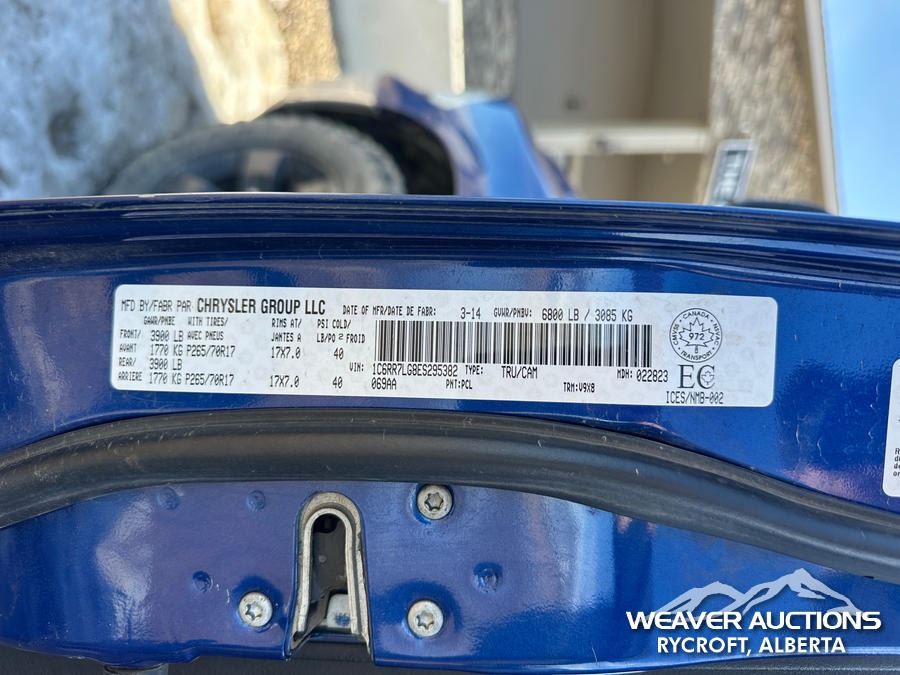 MFD BY/FABR PAR CHRYSLER GROUP LLC DATE OF MFR/DATE DE FABR: 3-14 GVWR/PNBV: 6800 LB / 3085 KG
GAWR/PNBE WITH TIRES/ RIMS AT/ PSI COLD/
FRONT/ 3900 LB AVEC PNEUS JANTES A LB/PO² FROID
AVANT 1770 KG P265/70R17 17X7.0 40
REAR/ 3900 LB
ARRIERE 1770 KG P265/70R17 17X7.0 40
VIN: 1C6RR7LG8ES295382 TYPE: TRU/CAM MDH: 022823
069AA PNT:PCL TRM:V9X8
CMVSS CANADA NSVAC
972
TRANSPORT
EC
ICES/NMB-002
WEAVER AUCTIONS
RYCROFT, ALBERTA